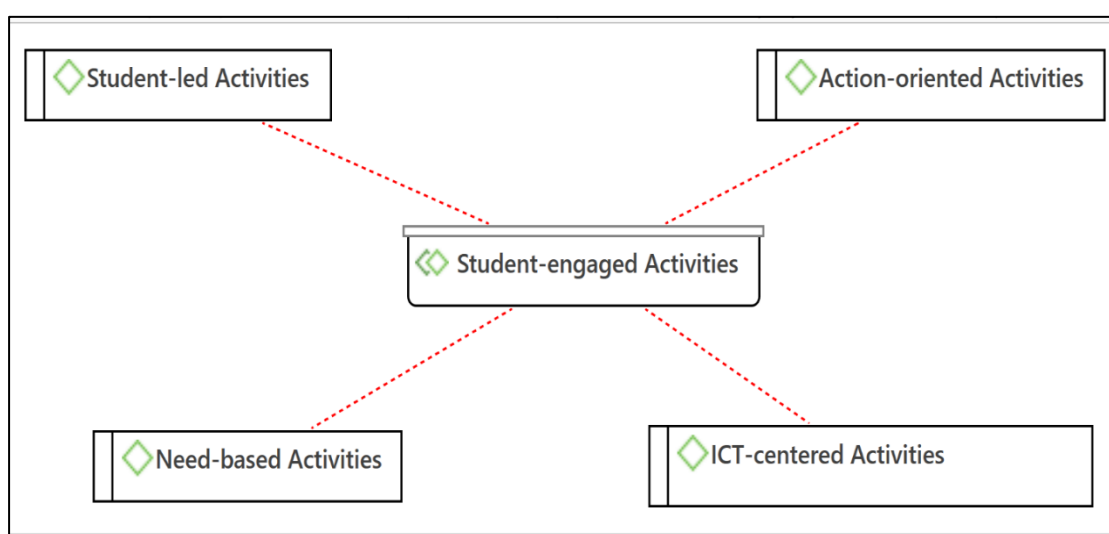 Student-led Activities
Action-oriented Activities
Student-engaged Activities
Need-based Activities
ICT-centered Activities